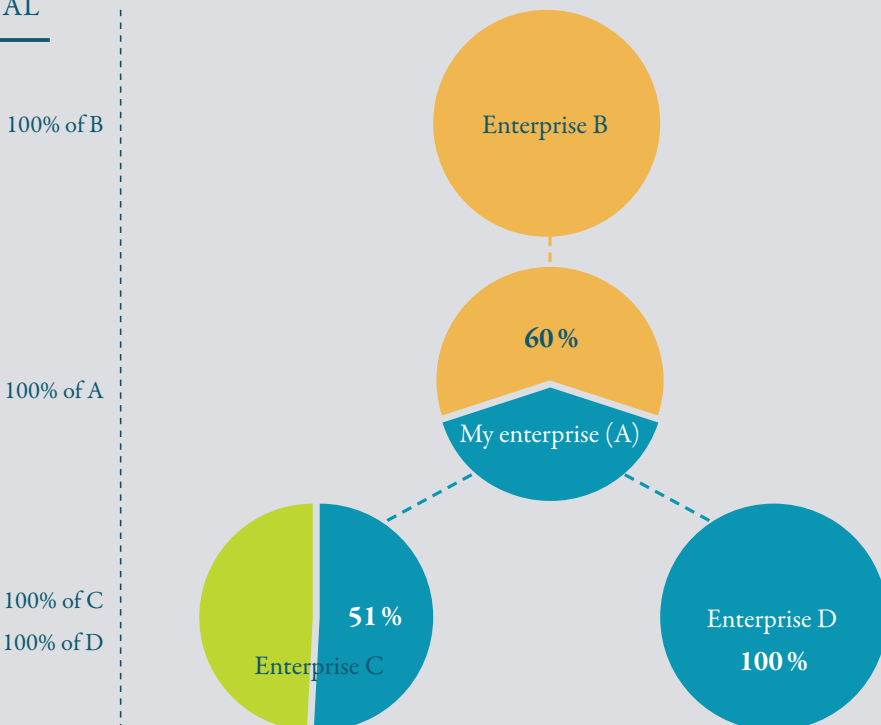 AL
100% of B
Enterprise B
60 %
100% of A
My enterprise (A)
100% of C
51 %
Enterprise D
100% of D
Enterprise C
100 %